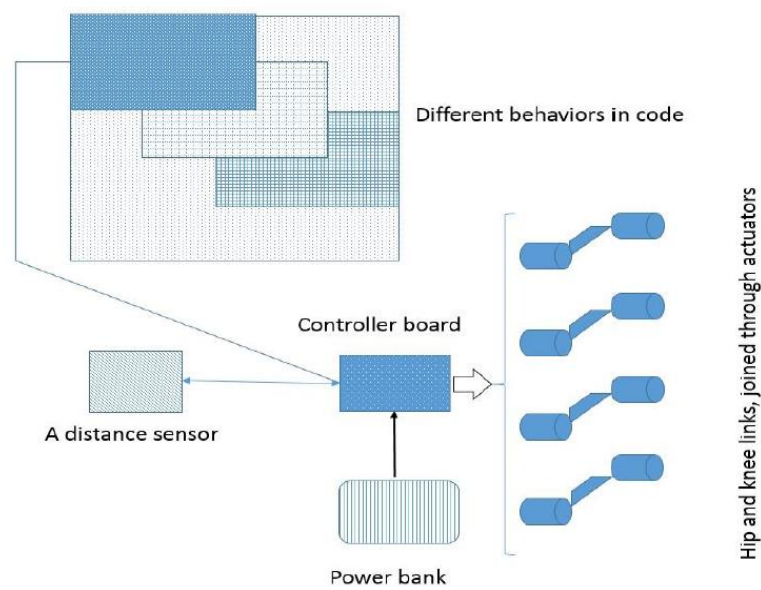 Different behaviors in code
Controller board
A distance sensor
Power bank
Hip and knee links, joined through actuators